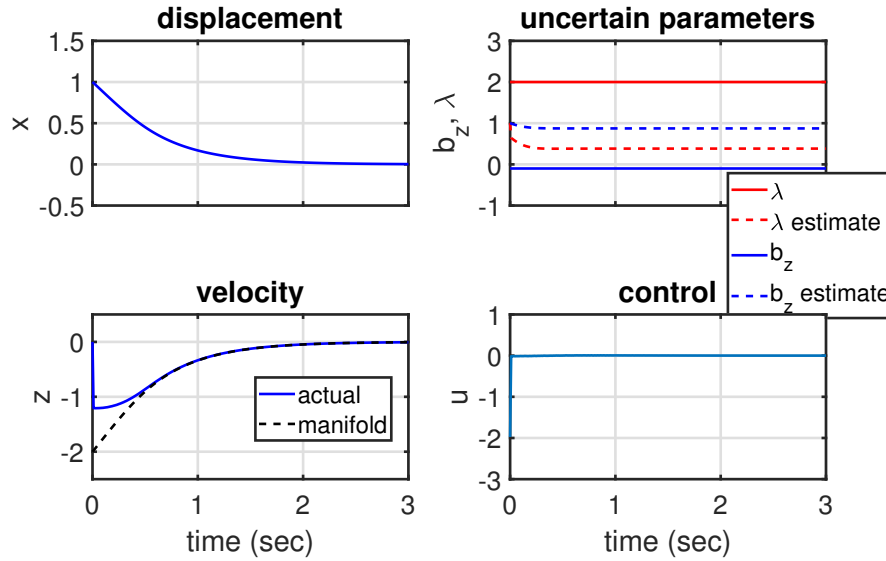 displacement
1.5
1
0.5
0
-0.5
x
uncertain parameters
3
2
1
0
-1
b_z, λ
λ
λ estimate
b_z
b_z estimate
velocity
0
-1
-2
z
actual
manifold
0
1
2
3
time (sec)
control
1
0
-1
-2
-3
u
0
1
2
3
time (sec)